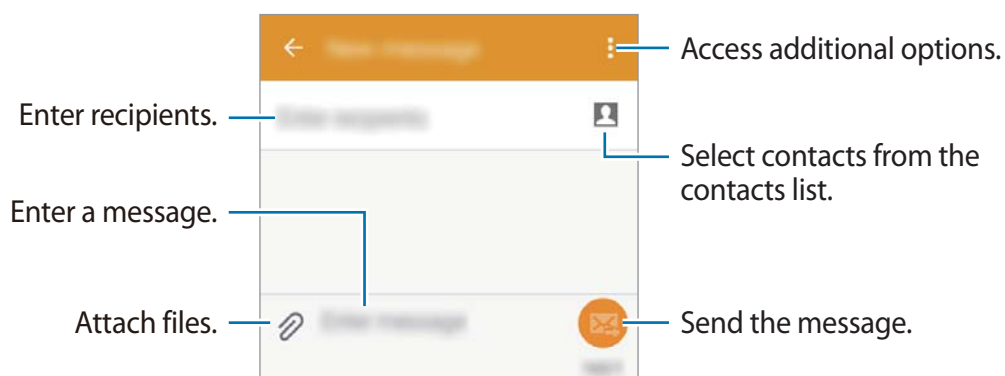 Access additional options.
Enter recipients.
Select contacts from the
contacts list.
Enter a message.
Attach files.
Send the message.